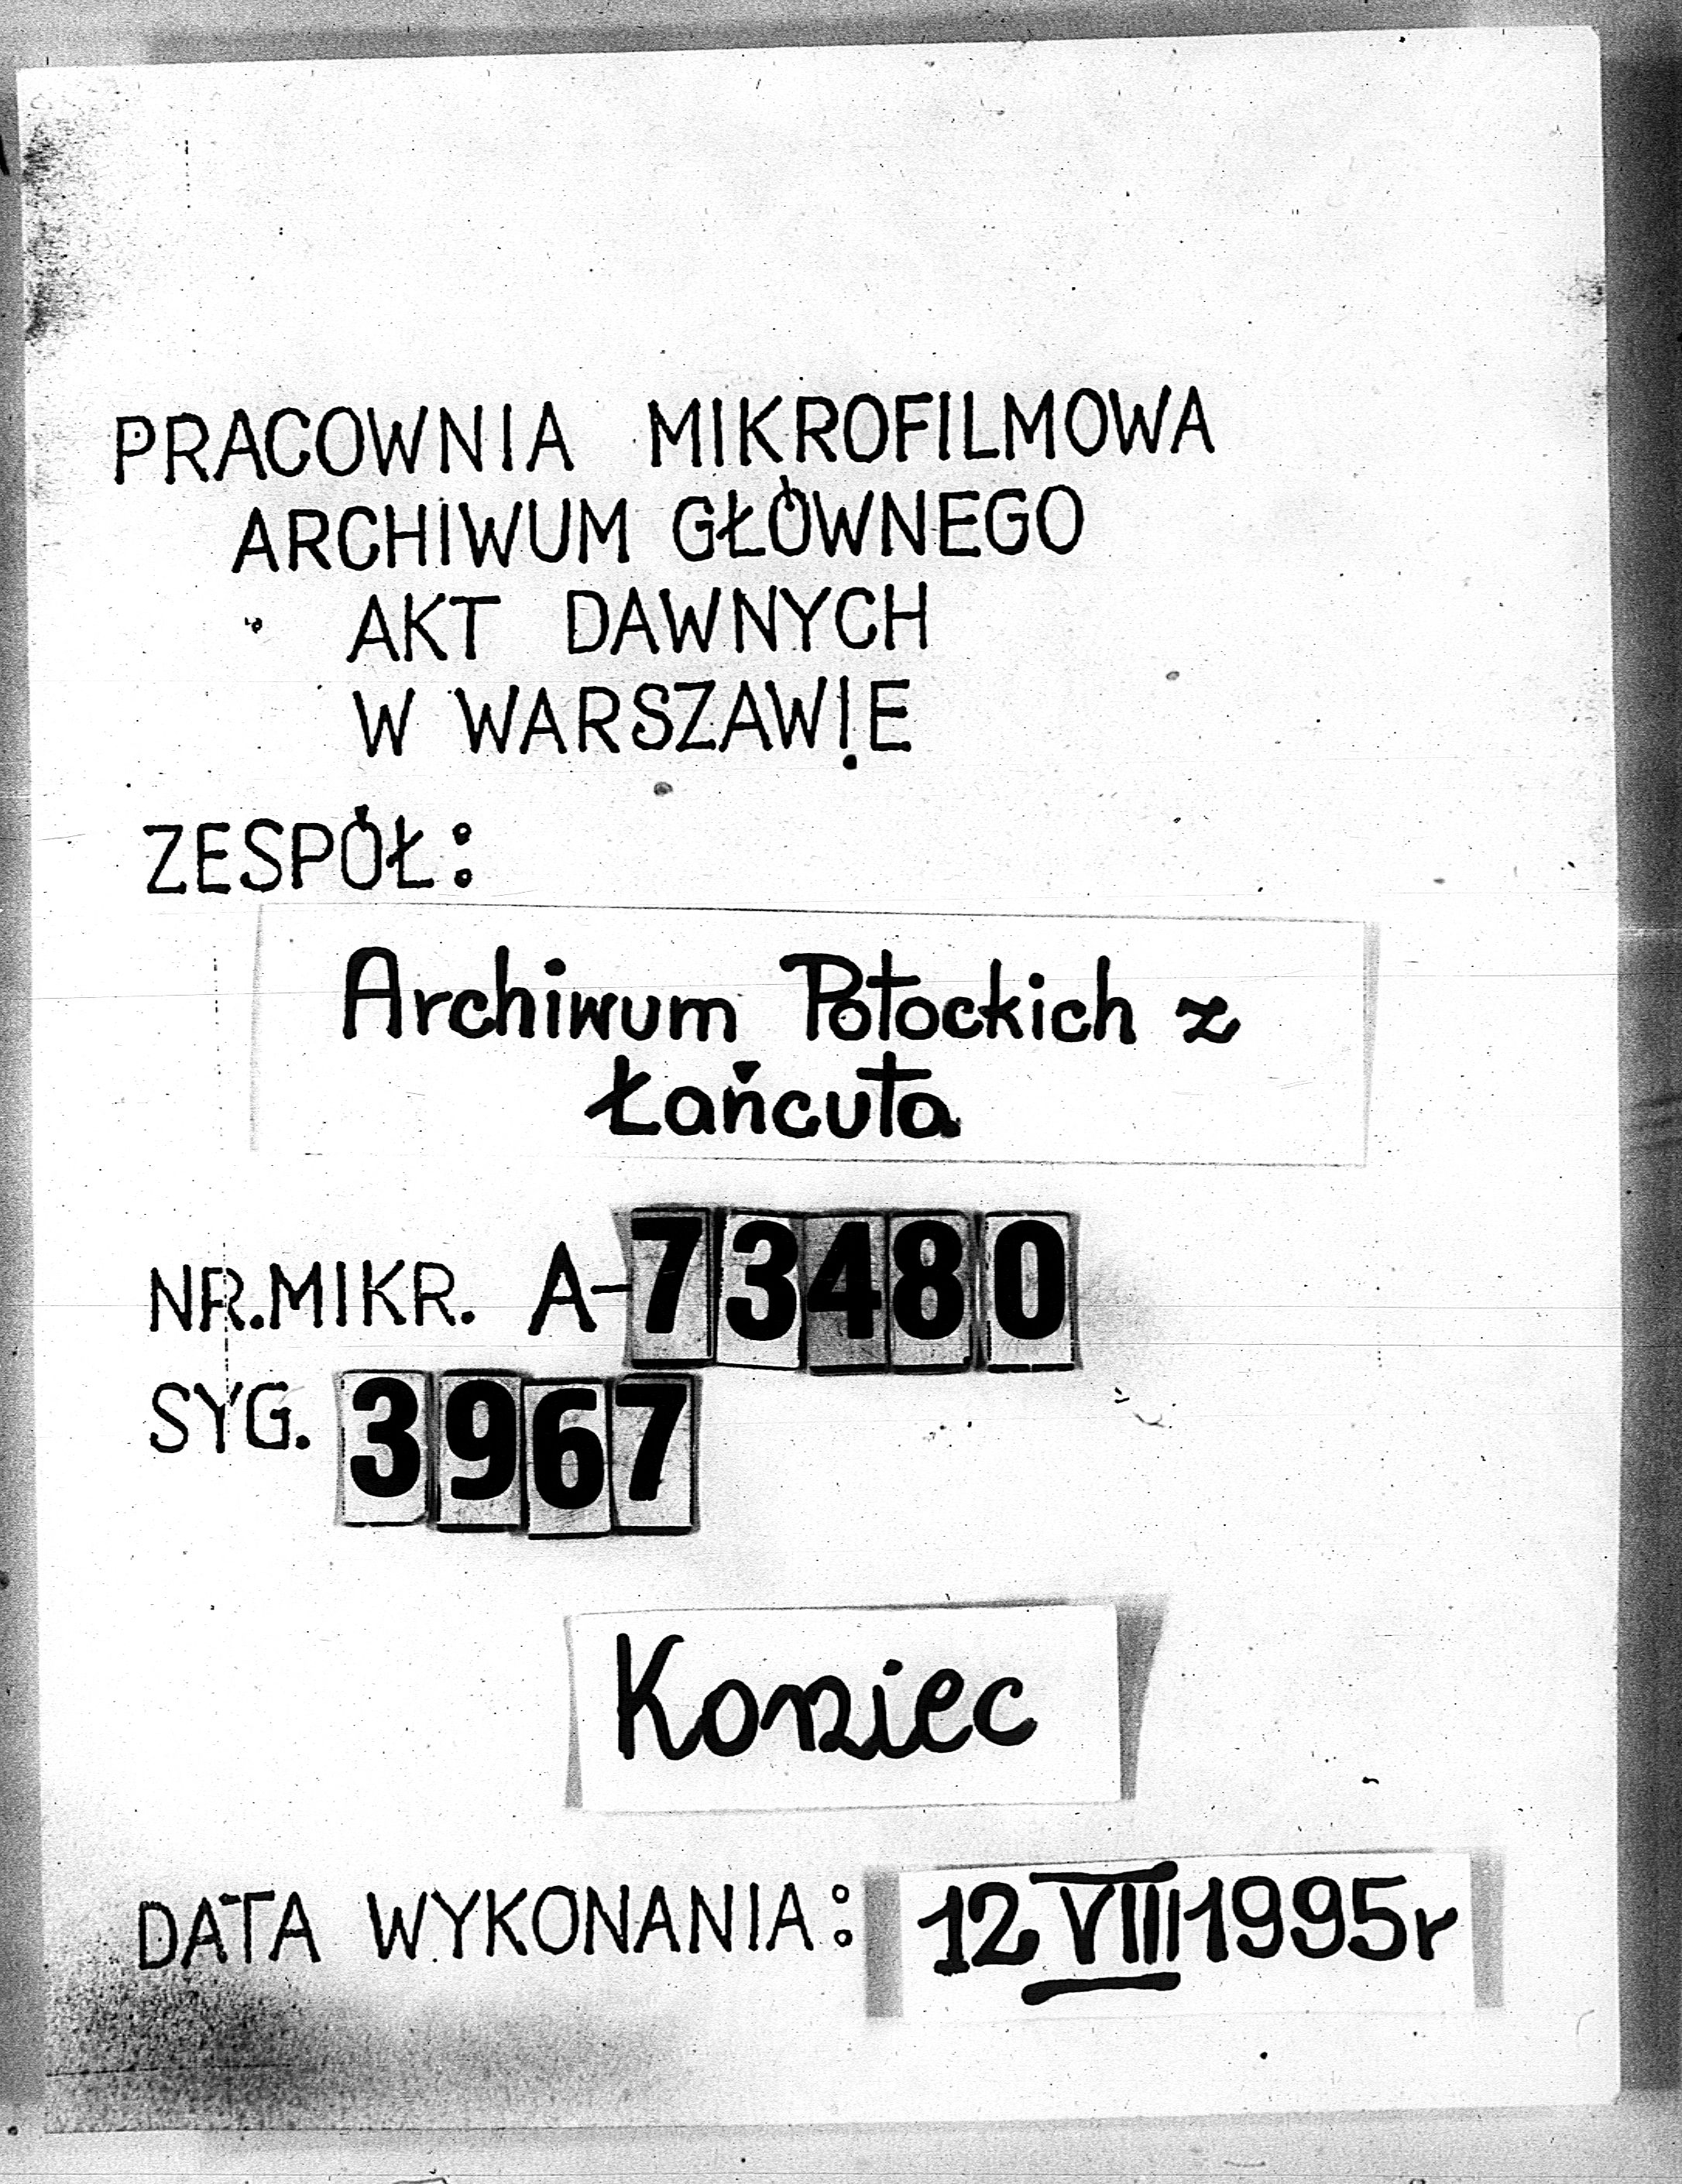 PRACOWNIA MIKROFILMOWA
ARCHIWUM GŁÓWNEGO
AKT DAWNYCH
W WARSZAWIE
ZESPÓŁ:
Archiwum Potockich z
Łańcuta
NR.MIKR. A-73480
SYG. 3967
Koniec
DATA WYKONANIA: 12 VIII 1995r